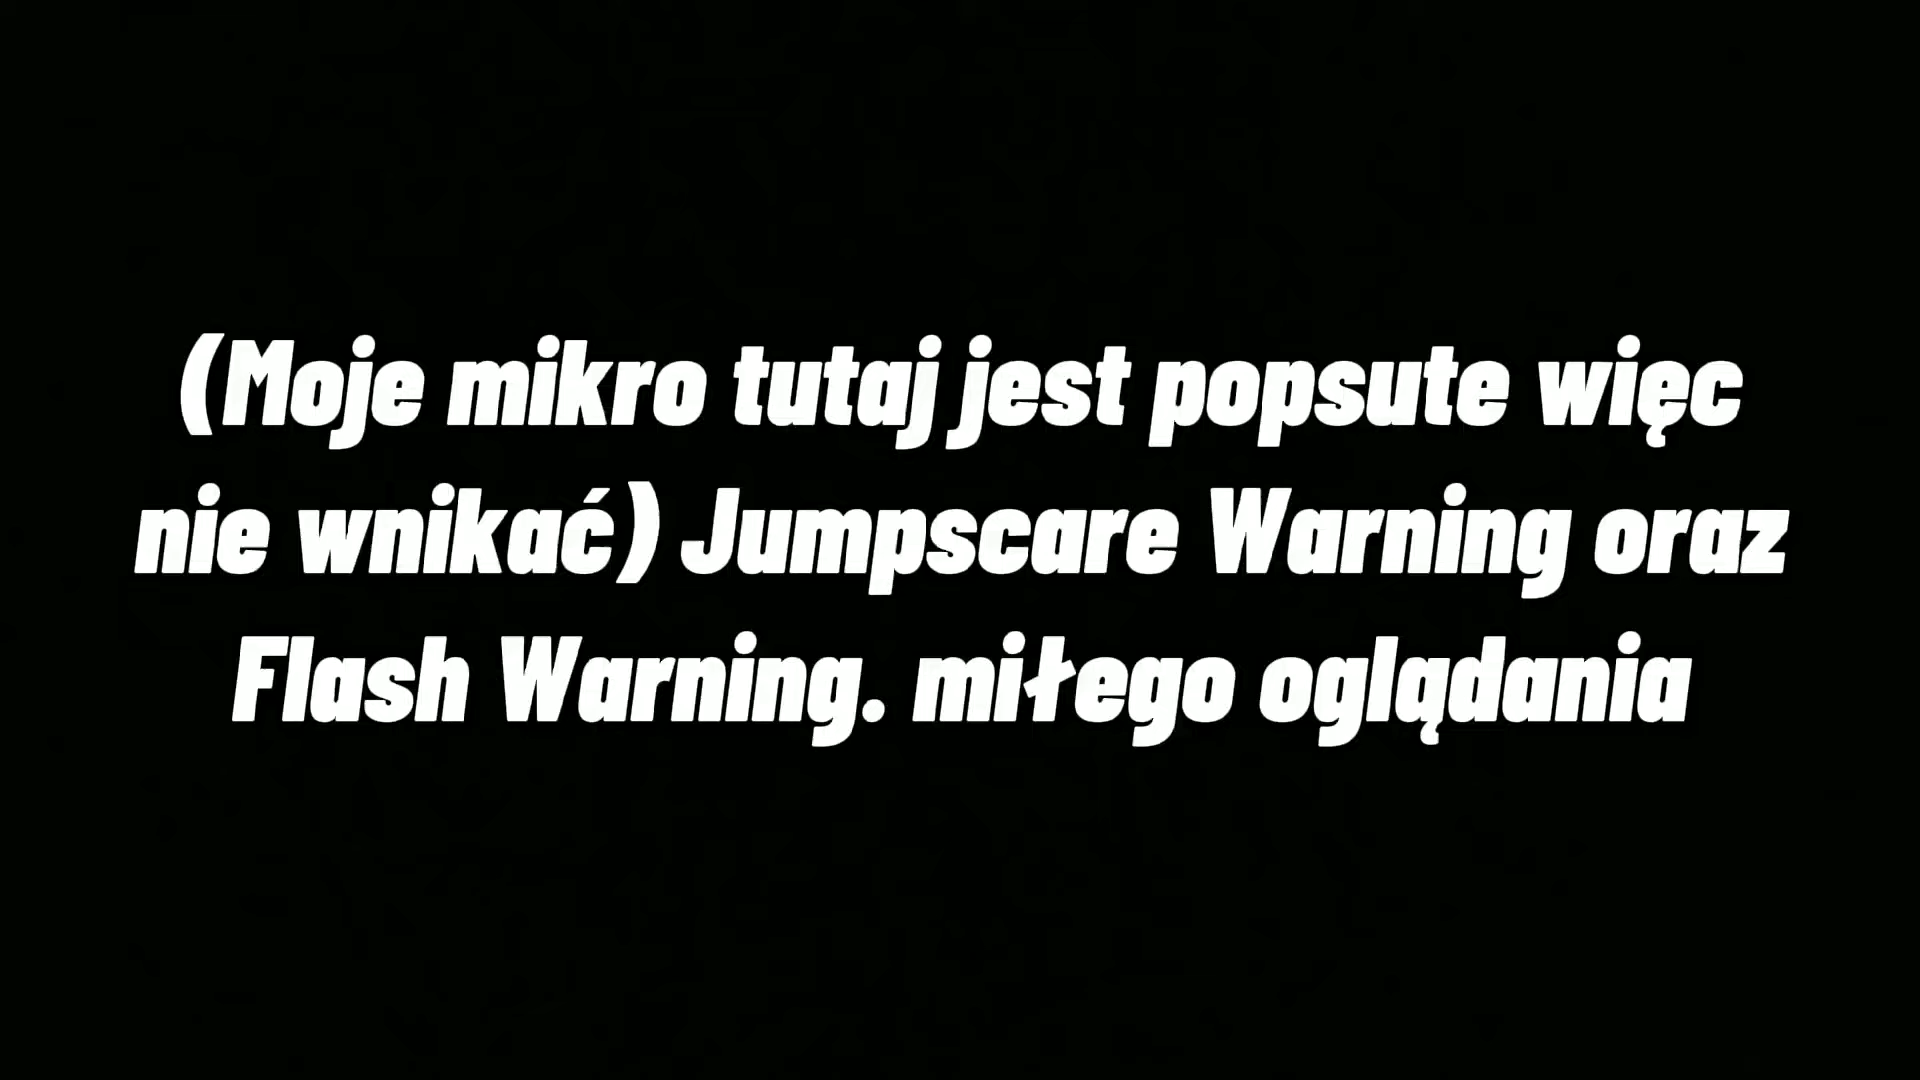 (Moje mikro tutaj jest popsute więc
nie wnikać) Jumpscare Warning oraz
Flash Warning. miłego oglądania